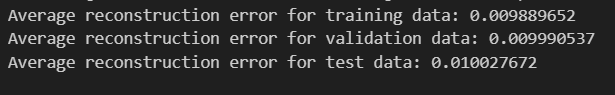 Average reconstruction error for training data: 0.009889652
Average reconstruction error for validation data: 0.009990537
Average reconstruction error for test data: 0.010027672